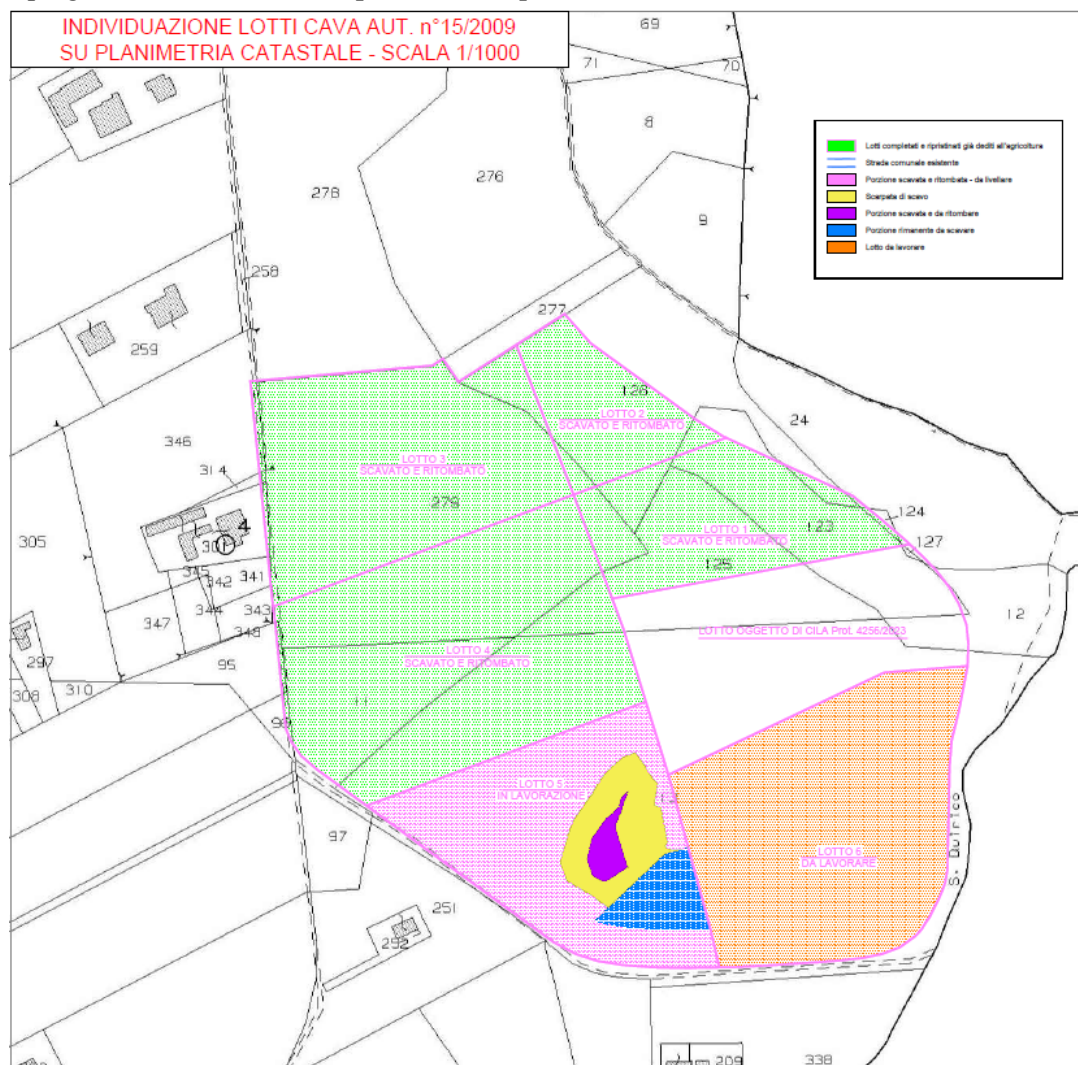 INDIVIDUAZIONE LOTTI CAVA AUT. n°15/2009
SU PLANIMETRIA CATASTALE - SCALA 1/1000
Lotti completati e ripristinati già dediti all'agricoltura
Strada comunale esistente
Porzione scavata e ritombata - da livellare
Scarpata di scavo
Porzione scavata e da ritombare
Porzione rimanente da scavare
Lotto da lavorare
69
71
70
8
276
278
9
258
277
259
126
LOTTO 2
SCAVATO E RITOMBATO
24
346
LOTTO 3
SCAVATO E RITOMBATO
314
279
124
4
123
LOTTO 1
SCAVATO E RITOMBATO
305
301
127
125
345
342
341
344
343
12
347
348
LOTTO OGGETTO DI CILA Prot. 4256/2023
LOTTO 4
SCAVATO E RITOMBATO
297
95
310
308
11
LOTTO 5
IN LAVORAZIONE
97
S. Quirico
LOTTO 6
DA LAVORARE
251
252
209
338